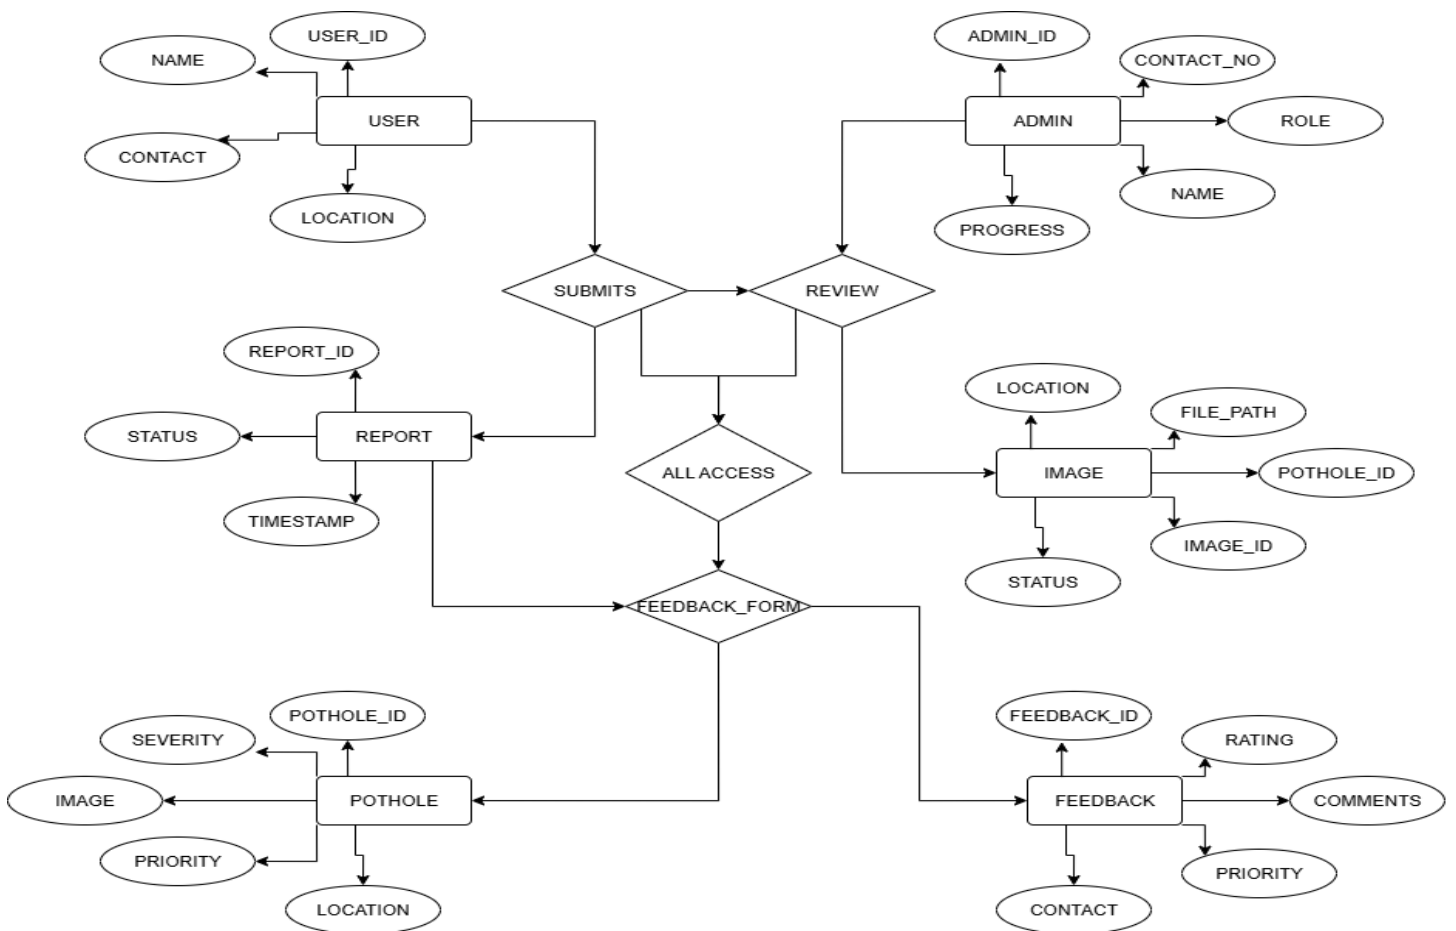 USER_ID
ADMIN_ID
NAME
CONTACT_NO
USER
ADMIN
ROLE
CONTACT
NAME
LOCATION
PROGRESS
SUBMITS
REVIEW
REPORT_ID
LOCATION
FILE_PATH
STATUS
REPORT
ALL ACCESS
IMAGE
POTHOLE_ID
TIMESTAMP
IMAGE_ID
STATUS
FEEDBACK_FORM
POTHOLE_ID
FEEDBACK_ID
SEVERITY
RATING
IMAGE
POTHOLE
FEEDBACK
COMMENTS
PRIORITY
PRIORITY
LOCATION
CONTACT